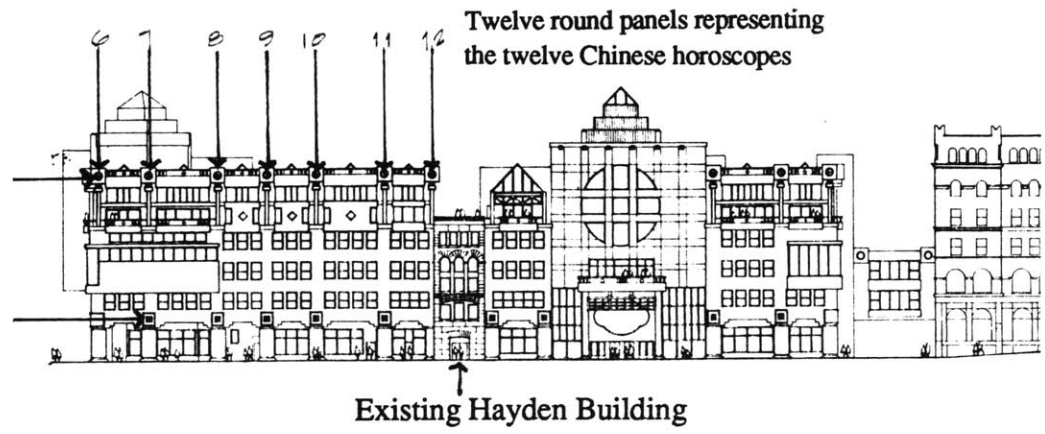 Twelve round panels representing
the twelve Chinese horoscopes
6 7 8 9 10 11 12
Existing Hayden Building